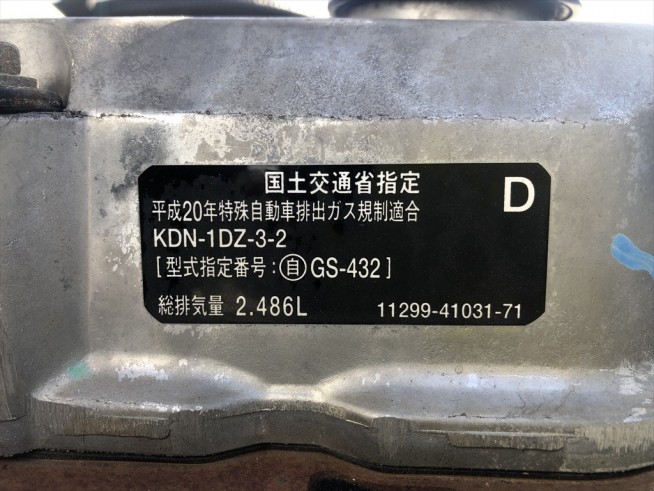 国土交通省指定
D
平成20年特殊自動車排出ガス規制適合
KDN-1DZ-3-2
[型式指定番号:㊂GS-432]
総排気量 2.486L
11299-41031-71